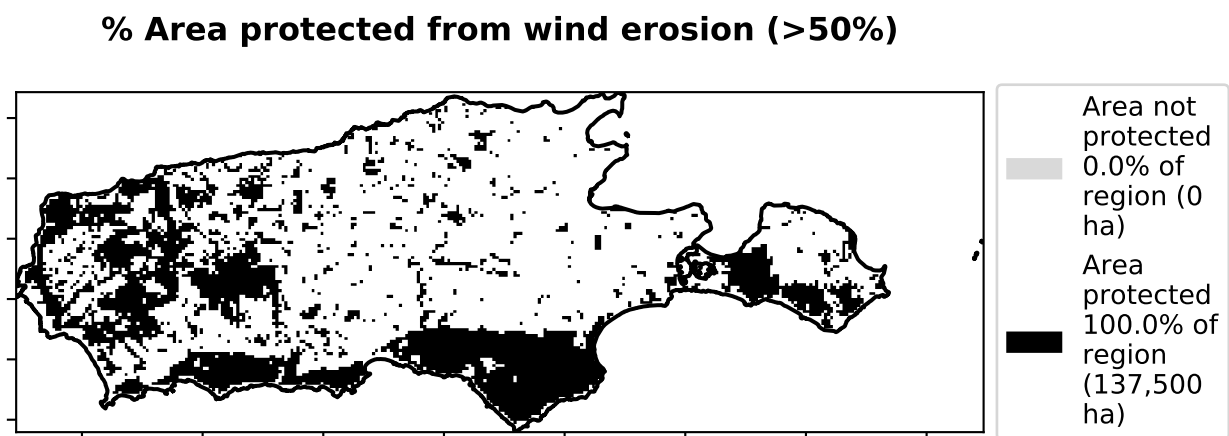 % Area protected from wind erosion (>50%)
Area not
protected
0.0% of
region (0
ha)
Area
protected
100.0% of
region
(137,500
ha)